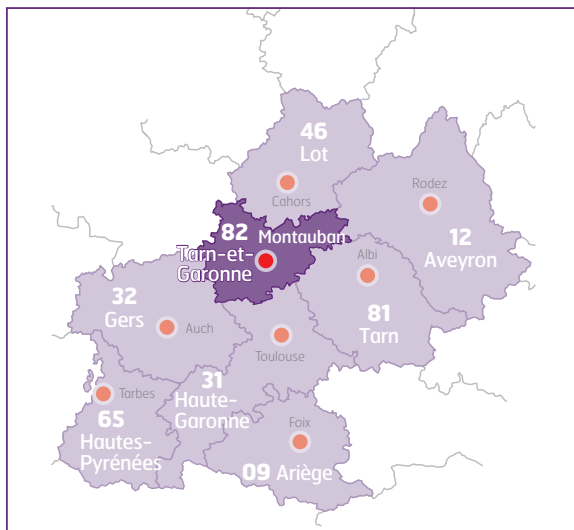 46
Lot
Cahors
Rodez
12
Aveyron
82
Montauban
Tarn-et-
Garonne
Albi
81
Tarn
32
Gers
Auch
Toulouse
31
Haute-
Garonne
Tarbes
65
Hautes-
Pyrénées
Foix
09 Ariège